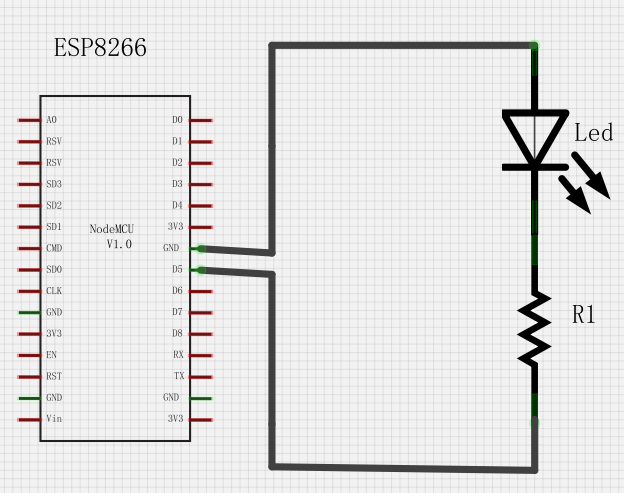 ESP8266
A0
RSV
RSV
SD3
SD2
SD1
CMD
SD0
CLK
GND
3V3
EN
RST
GND
Vin
NodeMCU
V1.0
D0
D1
D2
D3
D4
3V3
GND
D5
D6
D7
D8
RX
TX
GND
3V3
Led
R1